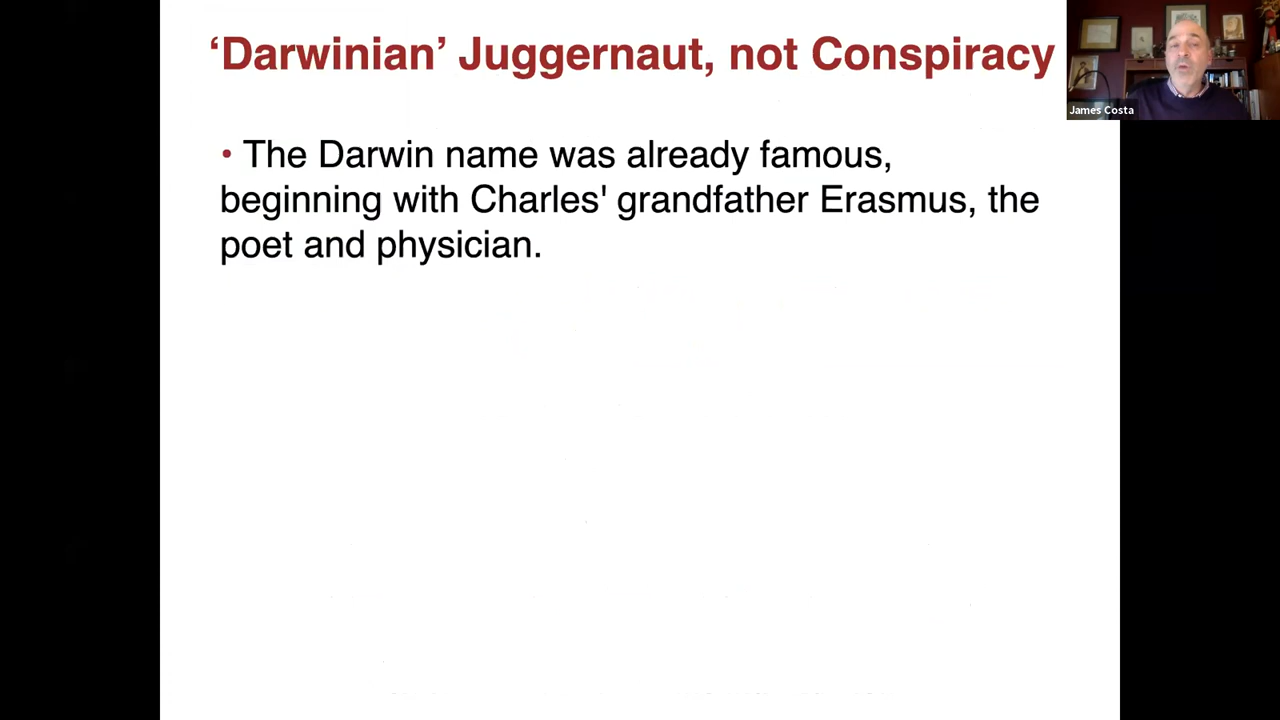 ‘Darwinian’ Juggernaut, not Conspiracy
James Costa
• The Darwin name was already famous,
beginning with Charles' grandfather Erasmus, the
poet and physician.